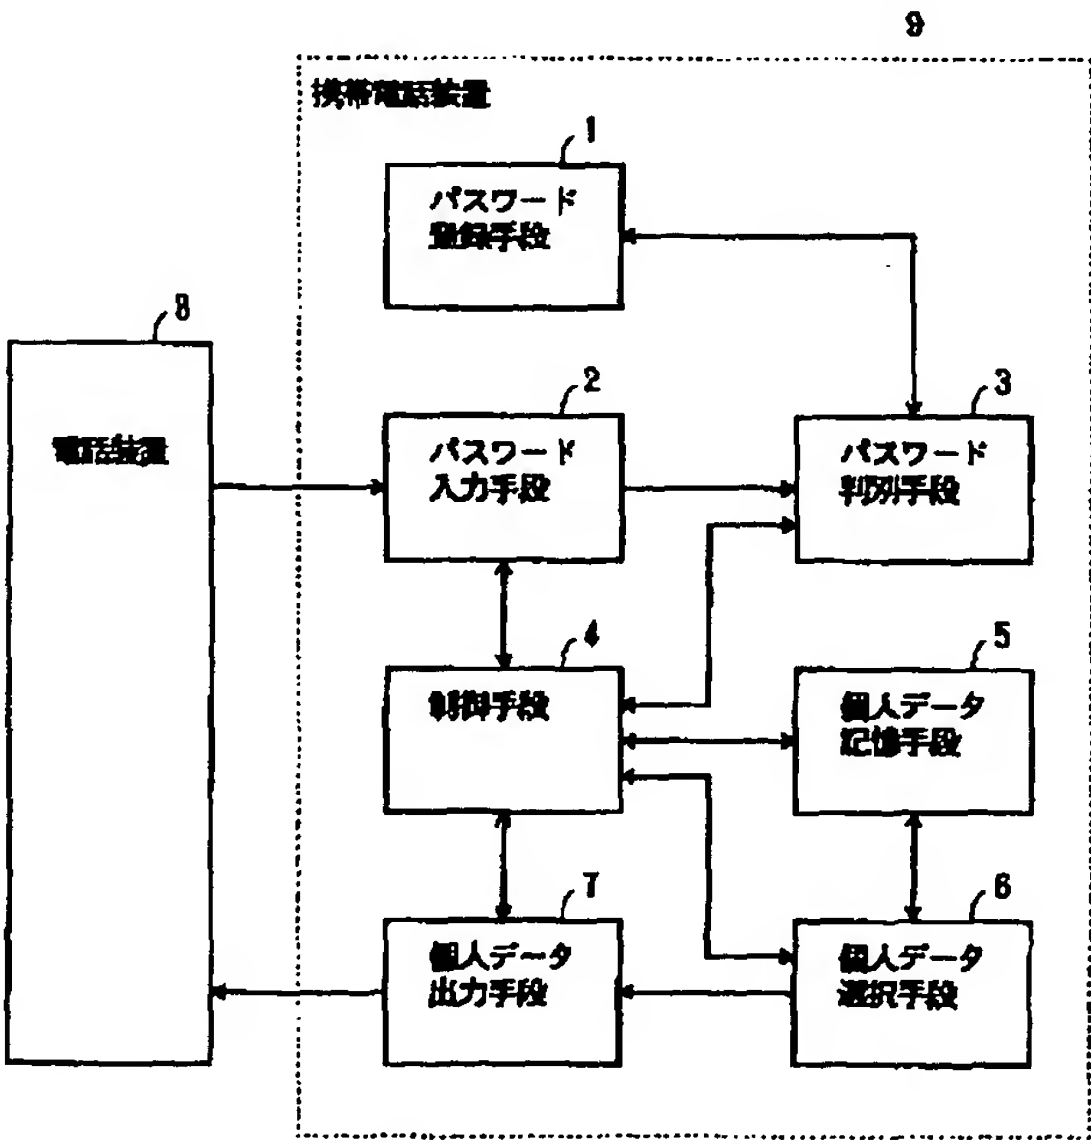 9
携帯電話装置
1
パスワード
登録手段
8
電話装置
2
パスワード
入力手段
3
パスワード
判別手段
4
制御手段
5
個人データ
記憶手段
7
個人データ
出力手段
6
個人データ
選択手段